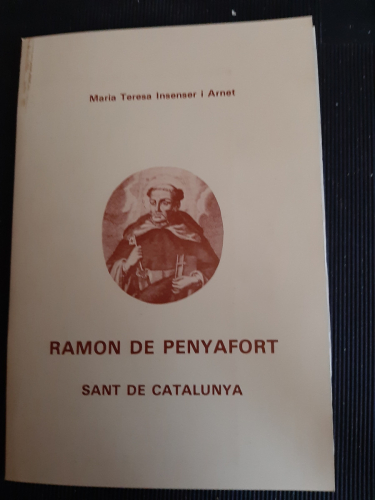 Maria Teresa Insenser i Arnet
RAMON DE PENYAFORT
SANT DE CATALUNYA